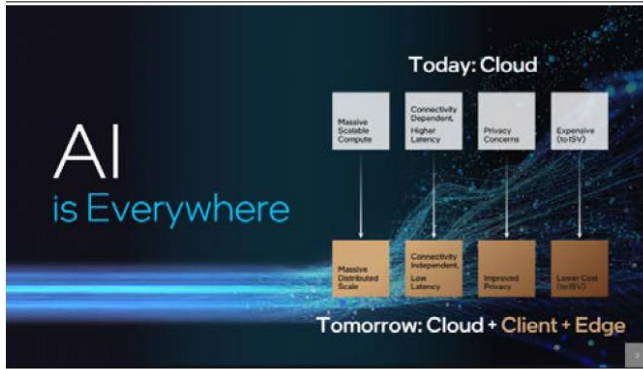 AI
is Everywhere
Today: Cloud
Massive
Scalable
Compute
Connectivity
Dependent,
Higher
Latency
Privacy
Concerns
Expensive
(to ISV)
Massive
Distributed
Scale
Connectivity
Independent,
Low
Latency
Improved
Privacy
Lower Cost
(to ISV)
Tomorrow: Cloud + Client + Edge